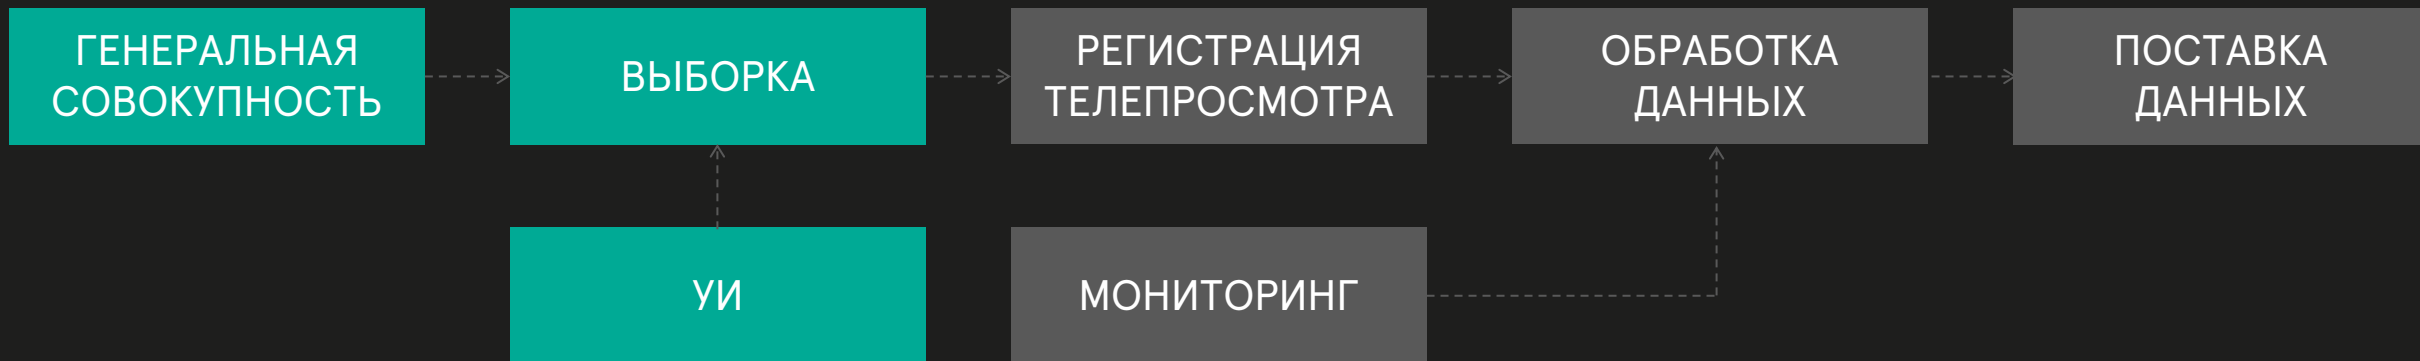 ГЕНЕРАЛЬНАЯ
СОВОКУПНОСТЬ
ВЫБОРКА
РЕГИСТРАЦИЯ
ТЕЛЕПРОСМОТРА
ОБРАБОТКА
ДАННЫХ
ПОСТАВКА
ДАННЫХ
УИ
МОНИТОРИНГ